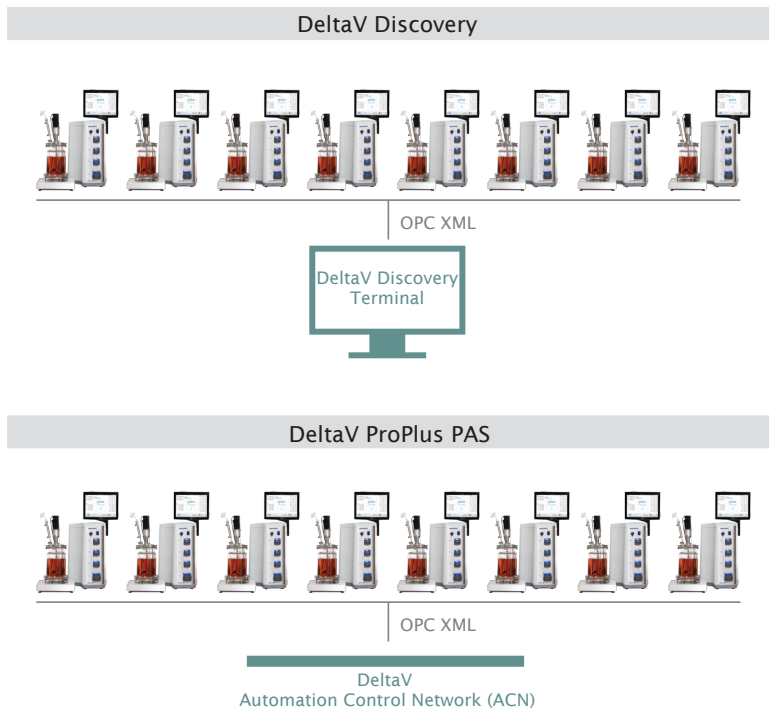 DeltaV Discovery
OPC XML
DeltaV Discovery
Terminal
DeltaV ProPlus PAS
OPC XML
DeltaV
Automation Control Network (ACN)